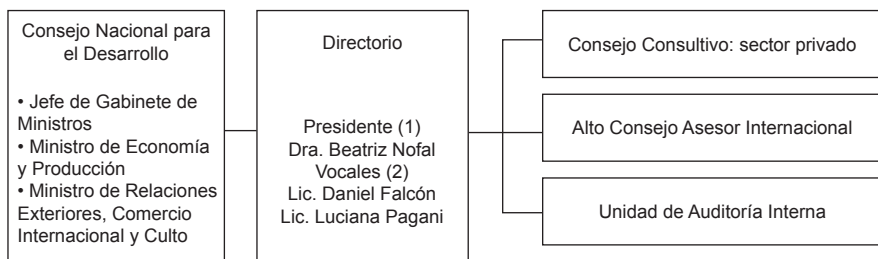 Consejo Nacional para
el Desarrollo
• Jefe de Gabinete de
Ministros
• Ministro de Economía
y Producción
• Ministro de Relaciones
Exteriores, Comercio
Internacional y Culto
Directorio
Presidente (1)
Dra. Beatriz Nofal
Vocales (2)
Lic. Daniel Falcón
Lic. Luciana Pagani
Consejo Consultivo: sector privado
Alto Consejo Asesor Internacional
Unidad de Auditoría Interna